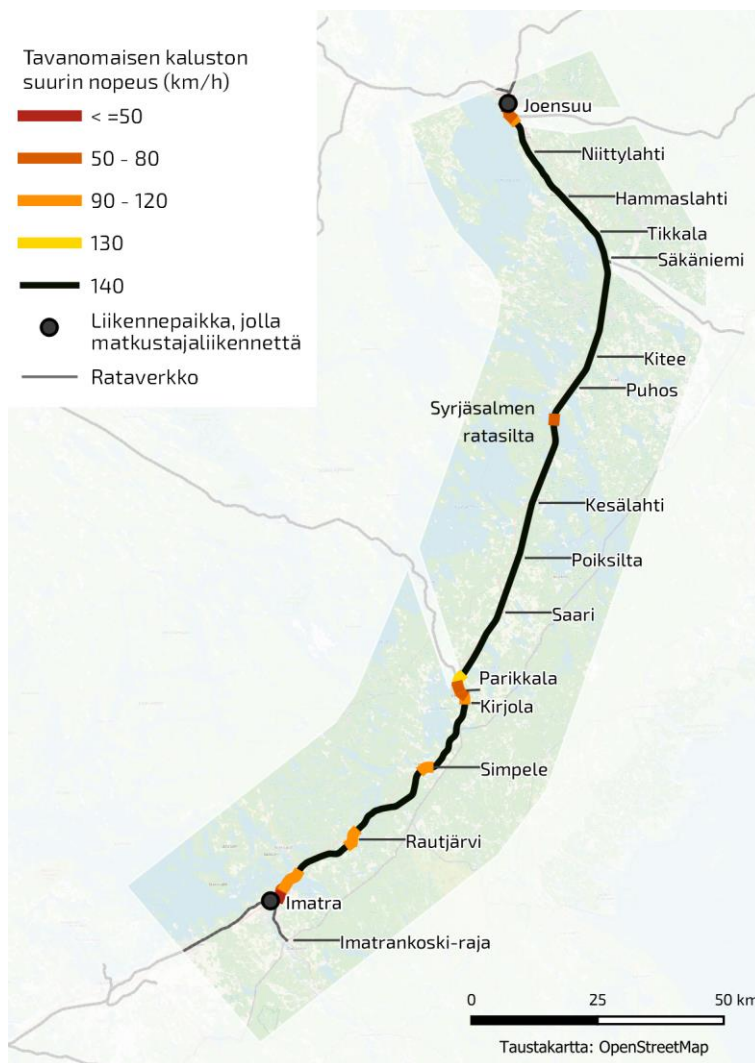 Tavanomaisen kaluston
suurin nopeus (km/h)
< =50
50 - 80
90 - 120
130
140
Liikennepaikka, jolla
matkustajaliikennettä
Rataverkko
Joensuu
Niittylahti
Hammaslahti
Tikkala
Säkäniemi
Kitee
Puhos
Syrjäsalmen
ratasilta
Kesälahti
Poiksilta
Saari
Parikkala
Kirjola
Simpele
Rautjärvi
Imatra
Imatrankoski-raja
0 25 50 km
Taustakartta: OpenStreetMap